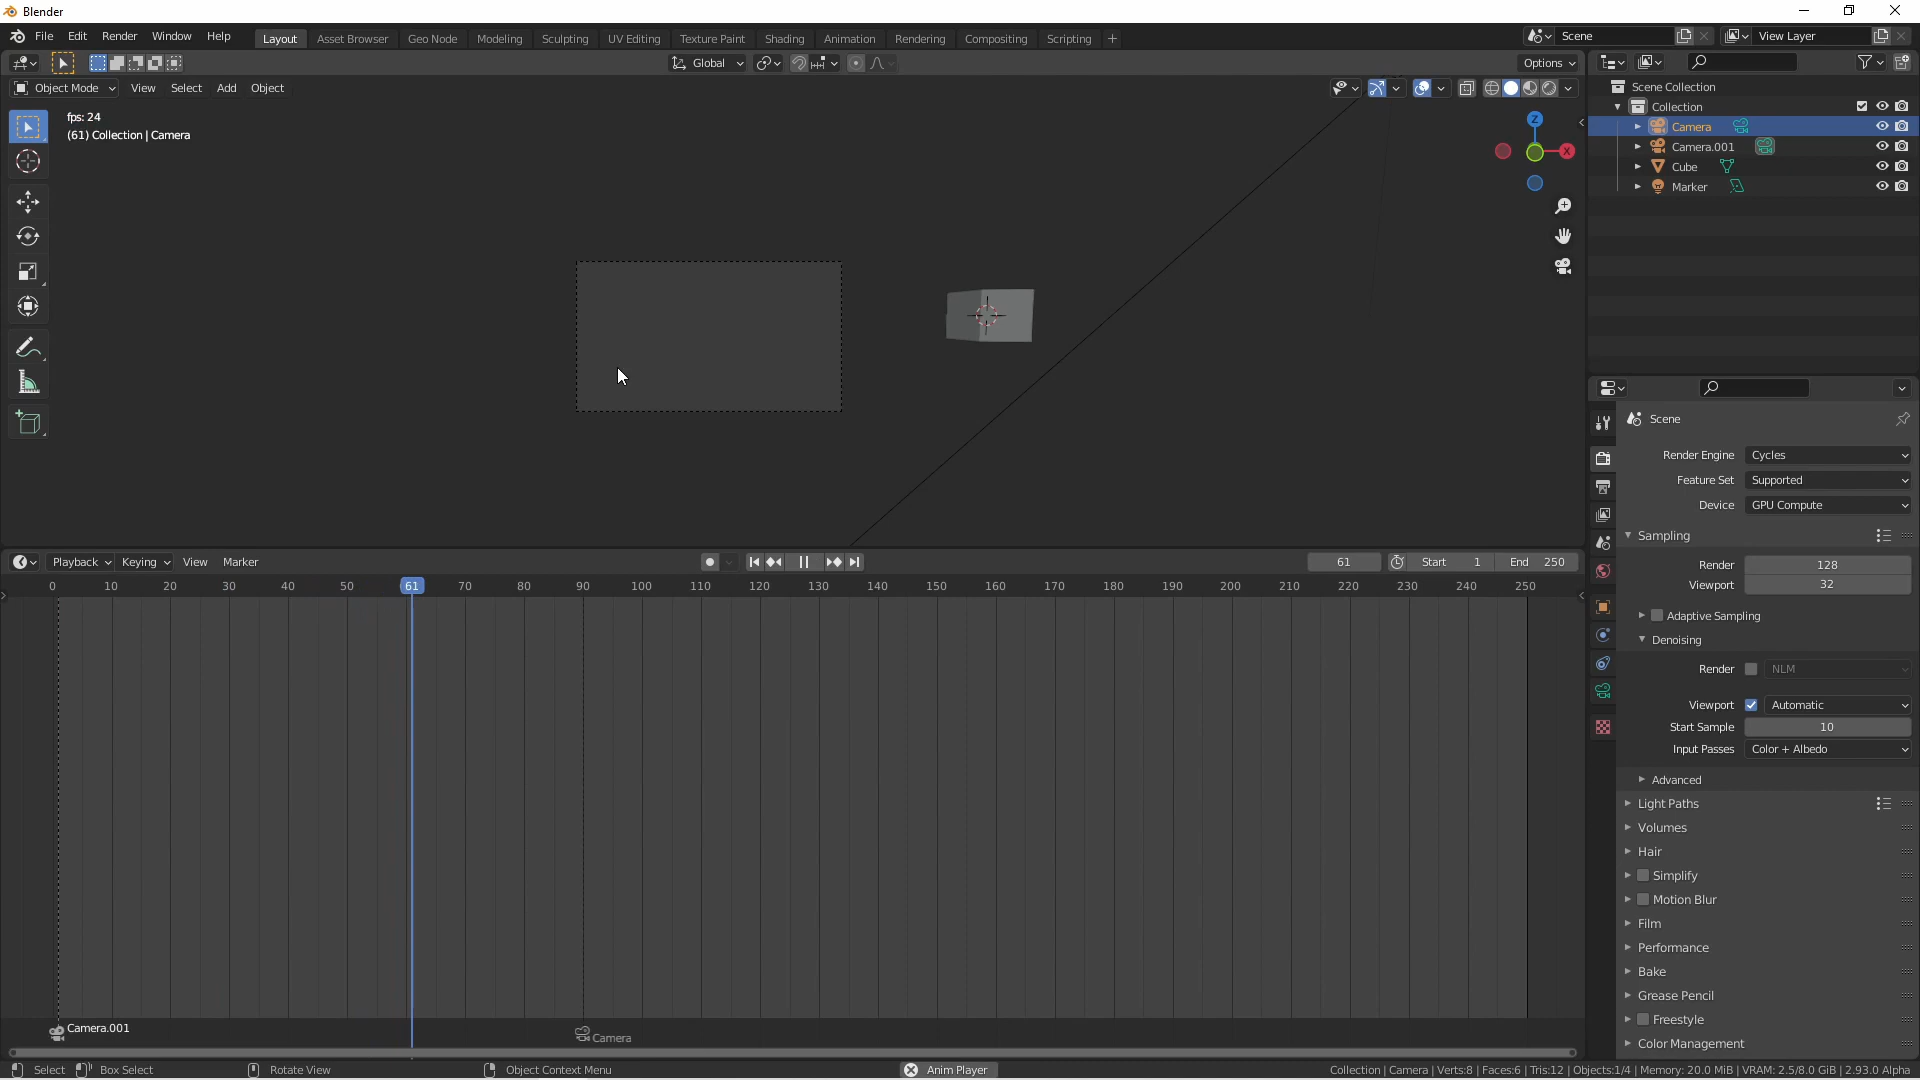 Blender
File Edit Render Window Help
Layout Asset Browser Geo Node Modeling Sculpting UV Editing Texture Paint Shading Animation Rendering Compositing Scripting +
Scene
View Layer
Global
Options
Object Mode View Select Add Object
fps: 24
(61) Collection | Camera
Z
X
Scene Collection
Collection
Camera
Camera.001
Cube
Marker
Playback Keying View Marker
61 Start 1 End 250
0 10 20 30 40 50 61 70 80 90 100 110 120 130 140 150 160 170 180 190 200 210 220 230 240 250
Camera.001
Camera
Scene
Render Engine Cycles
Feature Set Supported
Device GPU Compute
Sampling
Render 128
Viewport 32
Adaptive Sampling
Denoising
Render NLM
Viewport Automatic
Start Sample 10
Input Passes Color + Albedo
Advanced
Light Paths
Volumes
Hair
Simplify
Motion Blur
Film
Performance
Bake
Grease Pencil
Freestyle
Color Management
Select Box Select Rotate View Object Context Menu Anim Player Collection | Camera | Verts:8 | Faces:6 | Tris:12 | Objects:1/4 | Memory: 20.0 MiB | VRAM: 2.5/8.0 GiB | 2.93.0 Alpha